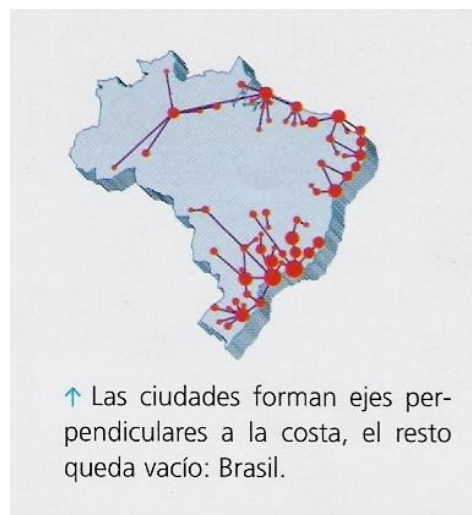 ↑ Las ciudades forman ejes per-
pendiculares a la costa, el resto
queda vacío: Brasil.